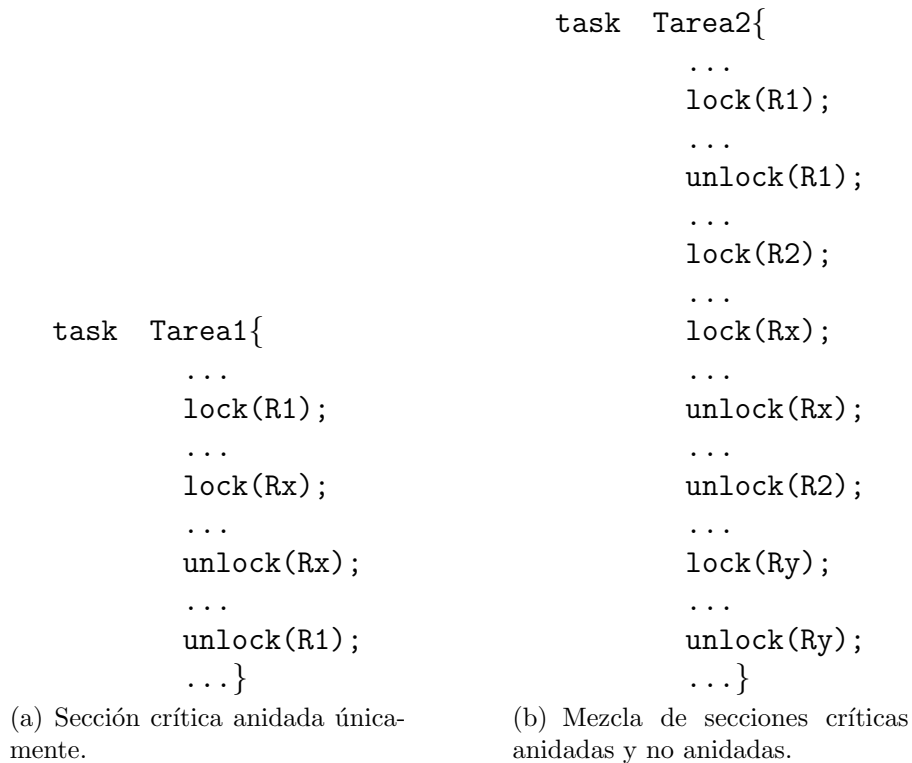 task Tarea1{
...
lock(R1);
...
lock(Rx);
...
unlock(Rx);
...
unlock(R1);
...}
(a) Sección crítica anidada única-
mente.
task Tarea2{
...
lock(R1);
...
unlock(R1);
...
lock(R2);
...
lock(Rx);
...
unlock(Rx);
...
unlock(R2);
...
lock(Ry);
...
unlock(Ry);
...}
(b) Mezcla de secciones críticas
anidadas y no anidadas.